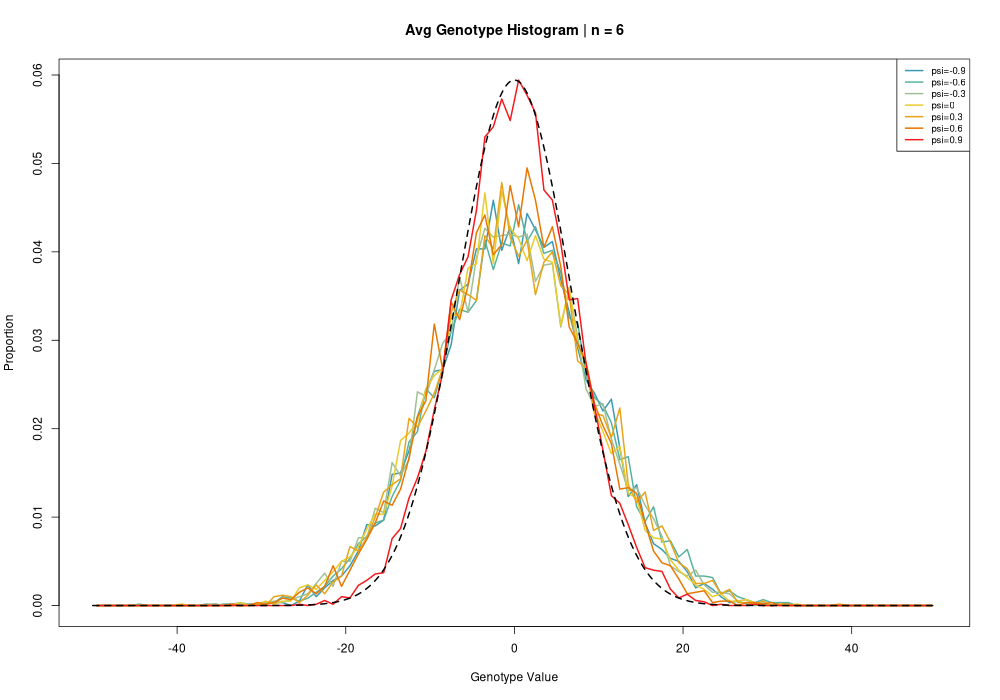 Avg Genotype Histogram | n = 6
psi=-0.9
psi=-0.6
psi=-0.3
psi=0
psi=0.3
psi=0.6
psi=0.9
0.06
0.05
0.04
0.03
0.02
0.01
0.00
Proportion
-40 -20 0 20 40
Genotype Value